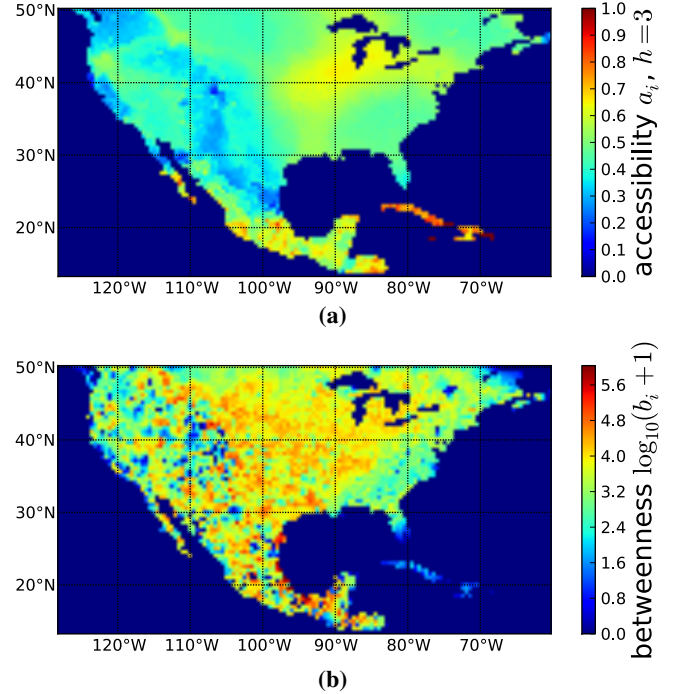 50°N
40°N
30°N
20°N
120°W 110°W 100°W 90°W 80°W 70°W
1.0
0.9
0.8
0.7
0.6
0.5
0.4
0.3
0.2
0.1
0.0
accessibility a_i, h=3
(a)
50°N
40°N
30°N
20°N
120°W 110°W 100°W 90°W 80°W 70°W
5.6
4.8
4.0
3.2
2.4
1.6
0.8
0.0
betweenness log₁₀(b_i +1)
(b)